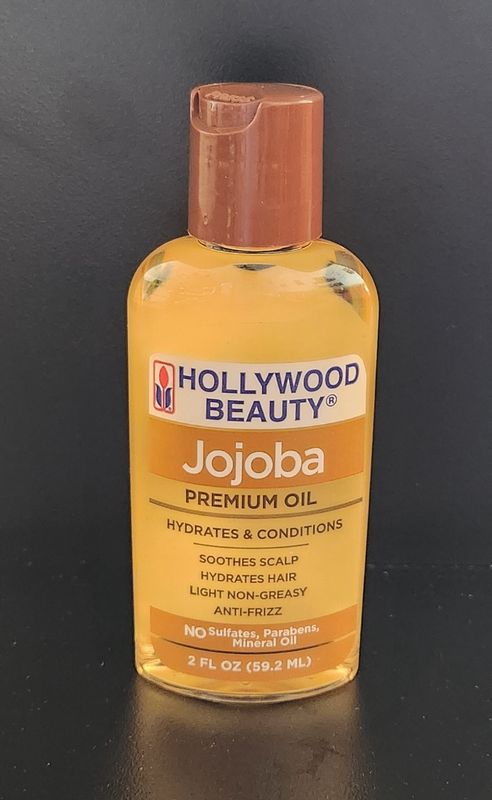 HOLLYWOOD
BEAUTY®
Jojoba
PREMIUM OIL
HYDRATES & CONDITIONS
SOOTHES SCALP
HYDRATES HAIR
LIGHT NON-GREASY
ANTI-FRIZZ
NO Sulfates, Parabens,
Mineral Oil
2 FL OZ (59.2 ML)